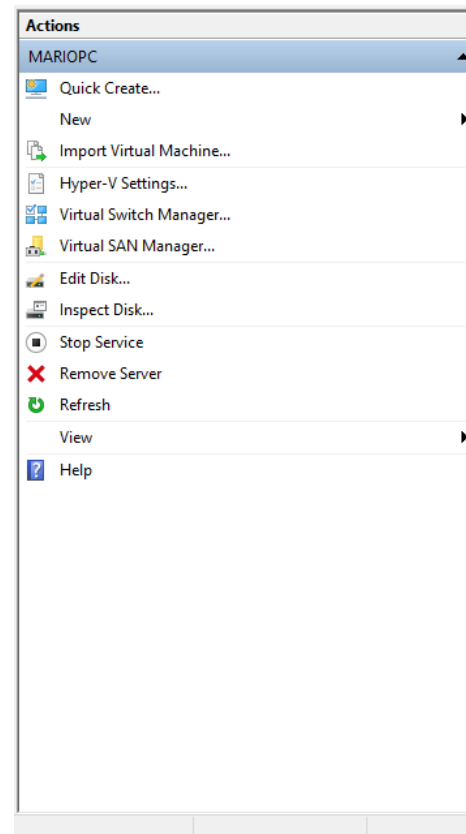 Actions
MARIOPC
Quick Create...
New
Import Virtual Machine...
Hyper-V Settings...
Virtual Switch Manager...
Virtual SAN Manager...
Edit Disk...
Inspect Disk...
Stop Service
Remove Server
Refresh
View
Help